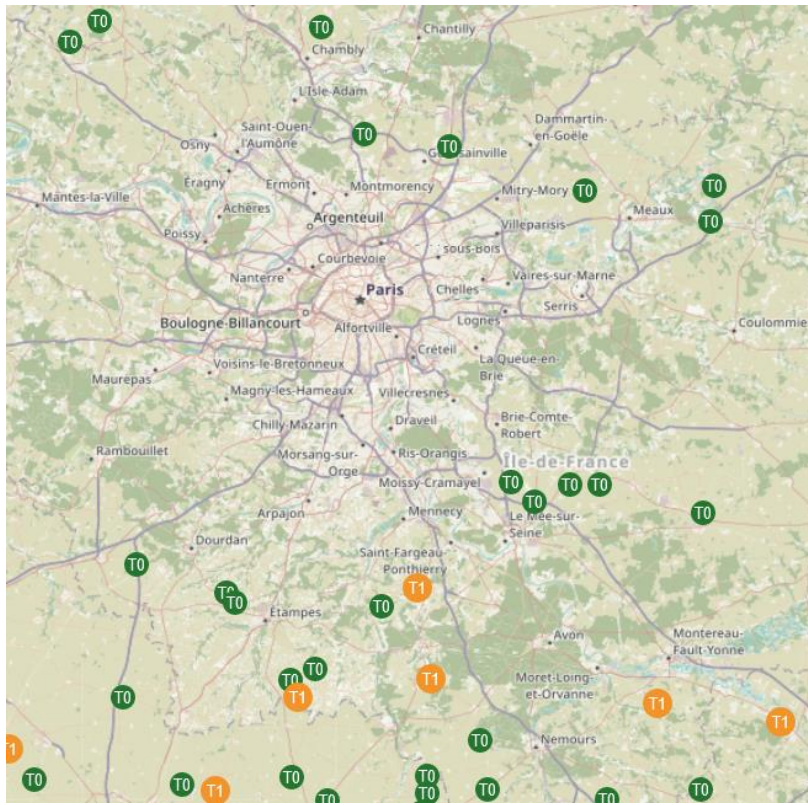 T0
T0
T0
Chantilly
Chambly
L'Isle-Adam
Saint-Ouen-
l'Aumône
Osny
T0
T0
Dammartin-
en-Goële
Éragny
Ermont
Montmorency
Mitry-Mory
T0
T0
Mantes-la-Ville
Achères
Argenteuil
Meaux
T0
Poissy
Villeparisis
Courbevoie
sous-Bois
Nanterre
Chelles
Vaires-sur-Marne
Paris
Serris
Boulogne-Billancourt
Alfortville
Lognes
Coulommie
Créteil
La Queue-en-
Brie
Voisins-le-Bretonneux
Maurepas
Magny-les-Hameaux
Villecresnes
Chilly-Mazarin
Draveil
Brie-Comte-
Robert
Rambouillet
Morsang-sur-
Orge
Ris-Orangis
Île-de-France
Moissy-Cramayel
T0
T0
T0
T0
T0
Arpajon
Mennecy
Le Mée-sur-
Seine
Dourdan
Saint-Fargeau-
Ponthierry
T0
T1
T0
T0
T0
Étampes
Avon
Montereau-
Fault-Yonne
T0
T0
T1
Moret-Loing-
et-Orvanne
T0
T1
T1
T1
T0
Nemours
T1
T0
T0
T1
T0
T0
T0
T0
T0
T0
T0